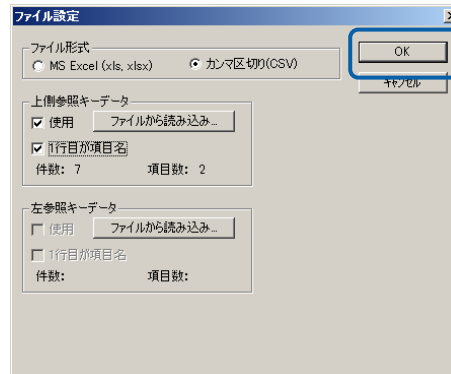 ファイル設定
ファイル形式
MS Excel (xls, xlsx) カンマ区切り(CSV)
OK
キャンセル
上側参照キーデータ
使用 ファイルから読み込み...
1行目が項目名
件数: 7 項目数: 2
左参照キーデータ
使用 ファイルから読み込み...
1行目が項目名
件数: 項目数: